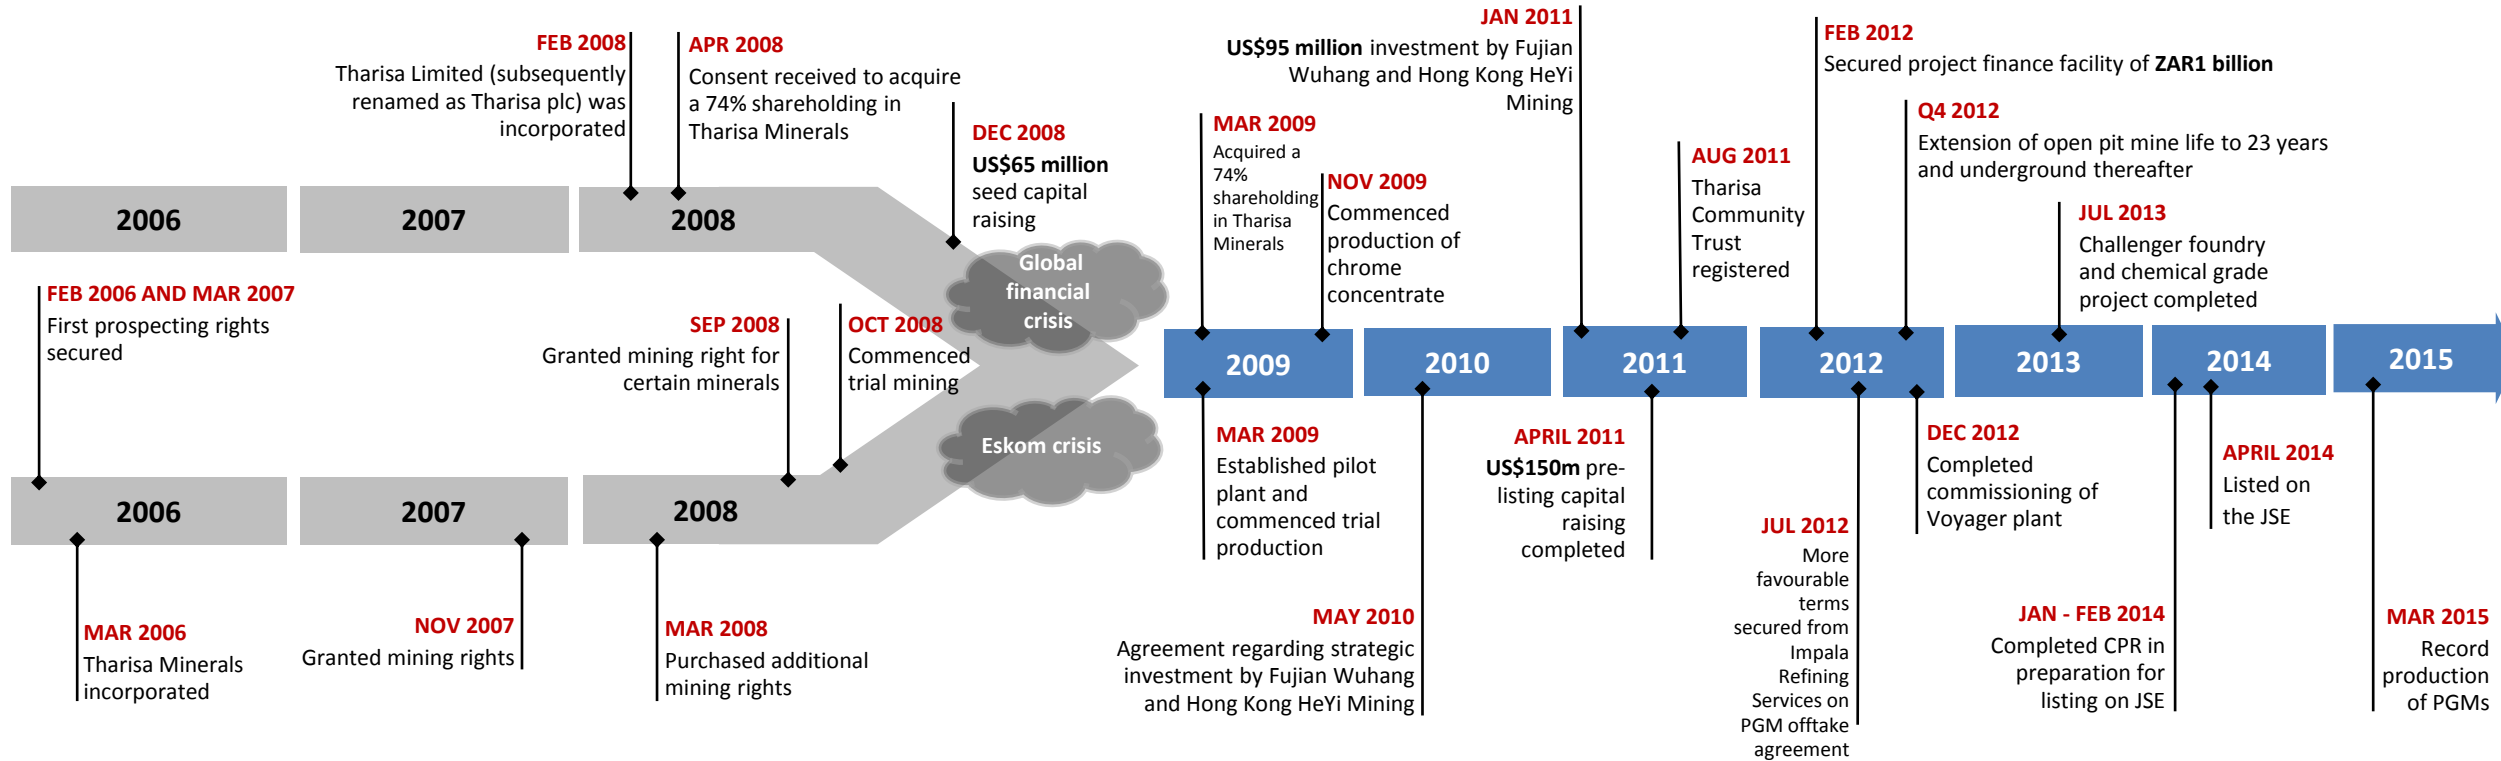 FEB 2008
Tharisa Limited (subsequently
renamed as Tharisa plc) was
incorporated
APR 2008
Consent received to acquire
a 74% shareholding in
Tharisa Minerals
DEC 2008
US$65 million
seed capital
raising
2006
2007
2008
Global
financial
crisis
FEB 2006 AND MAR 2007
First prospecting rights
secured
SEP 2008
Granted mining right for
certain minerals
OCT 2008
Commenced
trial mining
Eskom crisis
2006
2007
2008
MAR 2006
Tharisa Minerals
incorporated
NOV 2007
Granted mining rights
MAR 2008
Purchased additional
mining rights
MAR 2009
Acquired a
74%
shareholding
in Tharisa
Minerals
NOV 2009
Commenced
production of
chrome
concentrate
JAN 2011
US$95 million investment by Fujian
Wuhang and Hong Kong HeYi
Mining
AUG 2011
Tharisa
Community
Trust
registered
FEB 2012
Secured project finance facility of ZAR1 billion
Q4 2012
Extension of open pit mine life to 23 years
and underground thereafter
JUL 2013
Challenger foundry
and chemical grade
project completed
2009
2010
2011
2012
2013
2014
2015
MAR 2009
Established pilot
plant and
commenced trial
production
MAY 2010
Agreement regarding strategic
investment by Fujian Wuhang
and Hong Kong HeYi Mining
APRIL 2011
US$150m pre-
listing capital
raising
completed
JUL 2012
More
favourable
terms
secured from
Impala
Refining
Services on
PGM offtake
agreement
DEC 2012
Completed
commissioning of
Voyager plant
JAN - FEB 2014
Completed CPR in
preparation for
listing on JSE
APRIL 2014
Listed on
the JSE
MAR 2015
Record
production
of PGMs